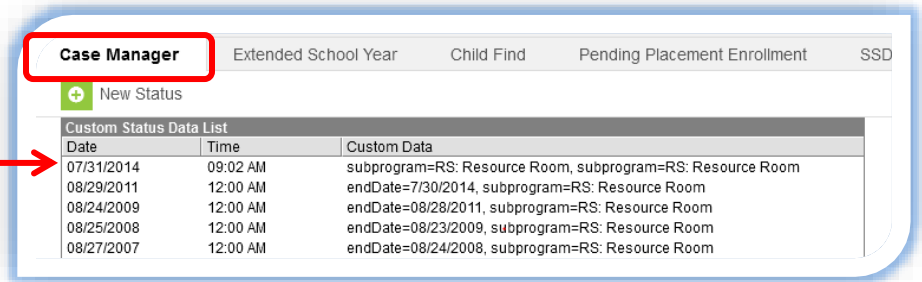 Case Manager Extended School Year Child Find Pending Placement Enrollment SSD
New Status
Custom Status Data List
Date Time Custom Data
07/31/2014 09:02 AM subprogram=RS: Resource Room, subprogram=RS: Resource Room
08/29/2011 12:00 AM endDate=7/30/2014, subprogram=RS: Resource Room
08/24/2009 12:00 AM endDate=08/28/2011, subprogram=RS: Resource Room
08/25/2008 12:00 AM endDate=08/23/2009, subprogram=RS: Resource Room
08/27/2007 12:00 AM endDate=08/24/2008, subprogram=RS: Resource Room